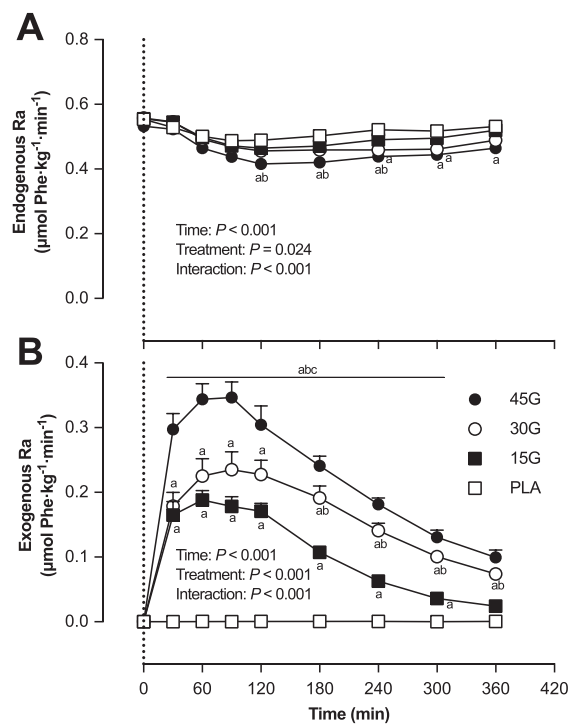 A
0.8
0.6
0.4
0.2
0.0
Endogenous Ra
(µmol Phe·kg⁻¹·min⁻¹)
ab
ab
a
ab
a
a
a
Time: P < 0.001
Treatment: P = 0.024
Interaction: P < 0.001
B
0.4
0.3
0.2
0.1
0.0
Exogenous Ra
(µmol Phe·kg⁻¹·min⁻¹)
abc
45G
30G
15G
PLA
a
a
a
a
a
a
a
ab
ab
ab
ab
a
a
a
Time: P < 0.001
Treatment: P < 0.001
Interaction: P < 0.001
0
60
120
180
240
300
360
420
Time (min)